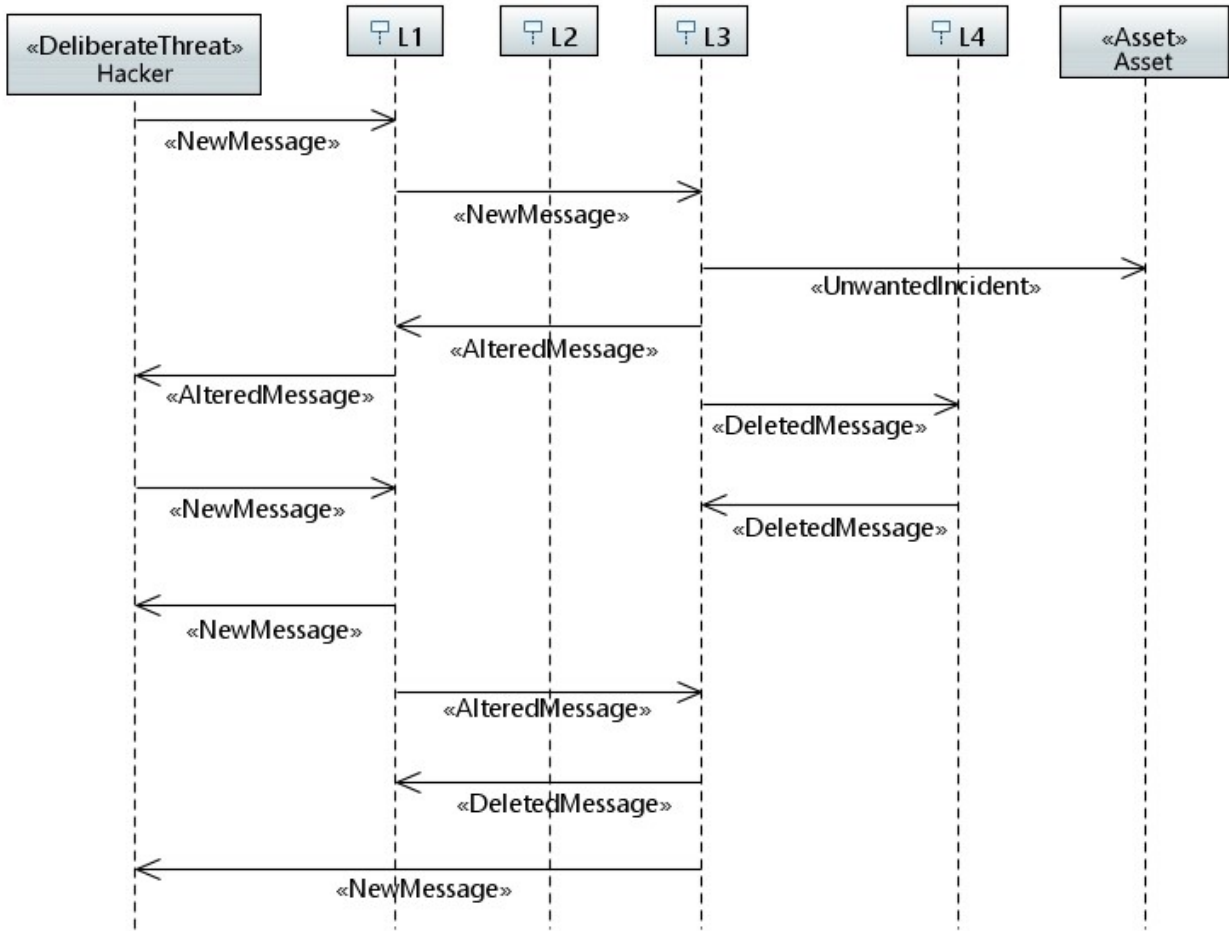 «DeliberateThreat»
Hacker
L1
L2
L3
L4
«Asset»
Asset
«NewMessage»
«NewMessage»
«UnwantedIncident»
«AlteredMessage»
«AlteredMessage»
«DeletedMessage»
«NewMessage»
«DeletedMessage»
«NewMessage»
«AlteredMessage»
«DeletedMessage»
«NewMessage»